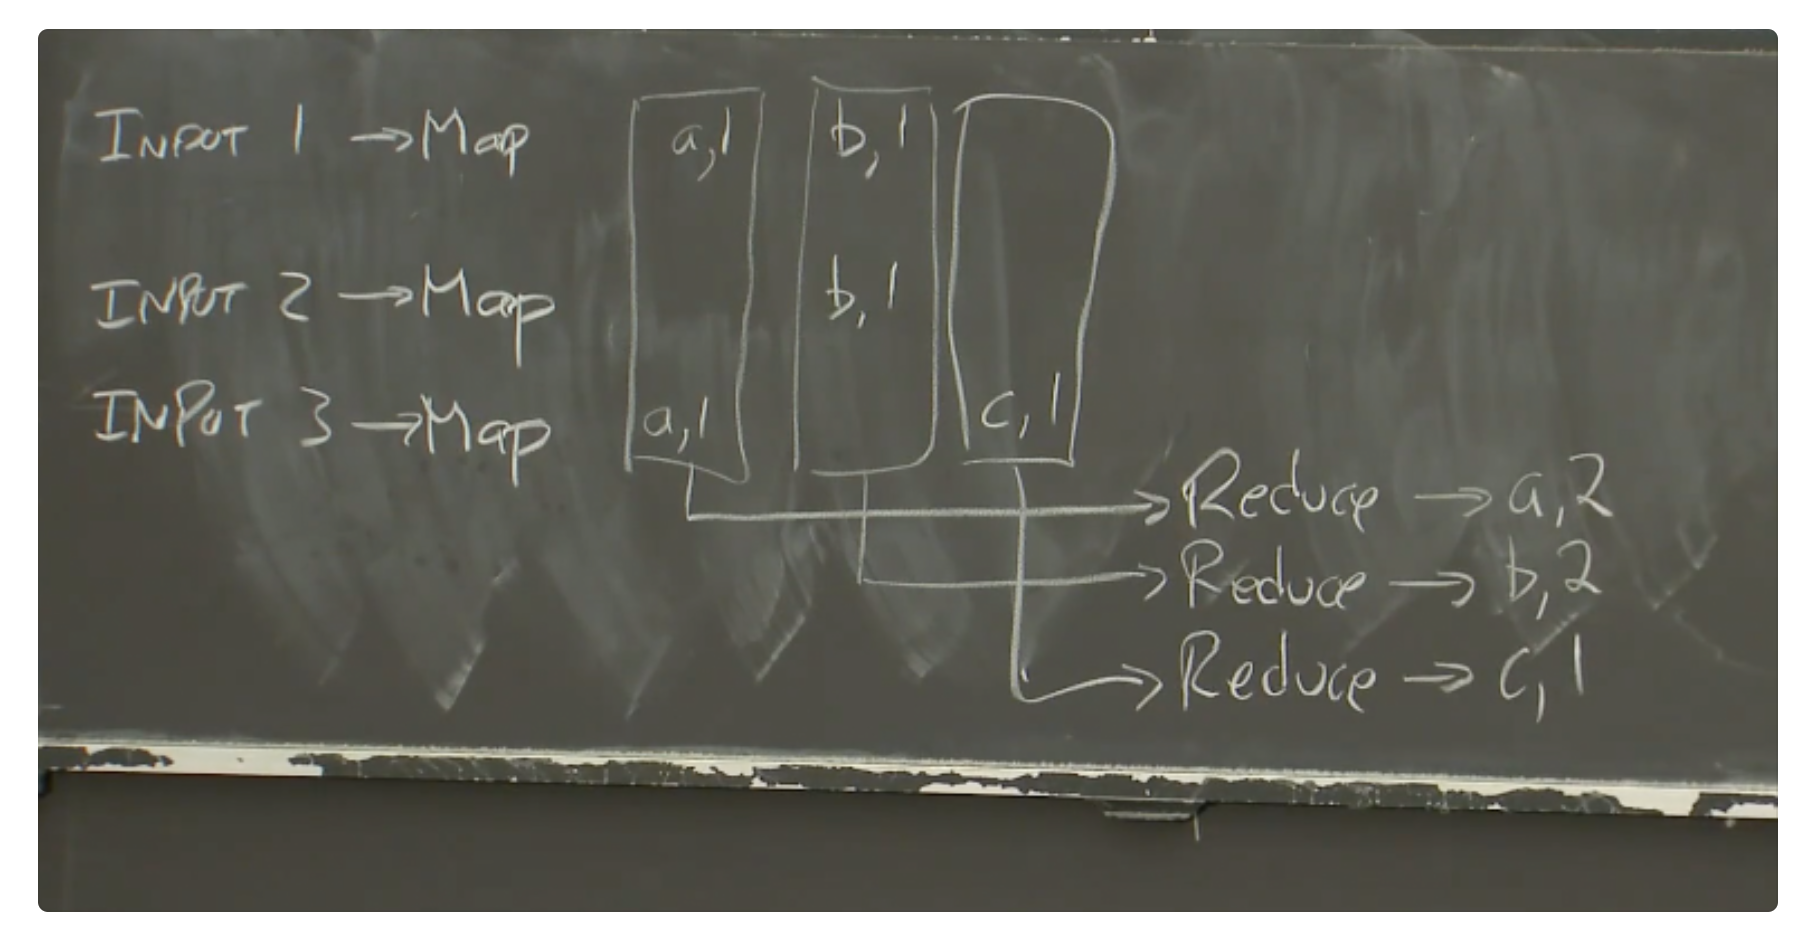 INPUT 1 → Map a,1 b,1
INPUT 2 → Map b,1
INPUT 3 → Map a,1 c,1
→ Reduce → a,2
→ Reduce → b,2
→ Reduce → c,1